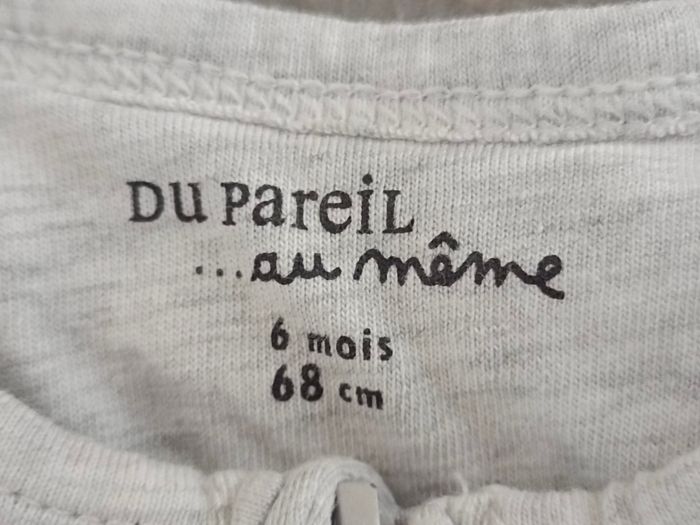 DU PareiL
...au même
6 mois
68 cm